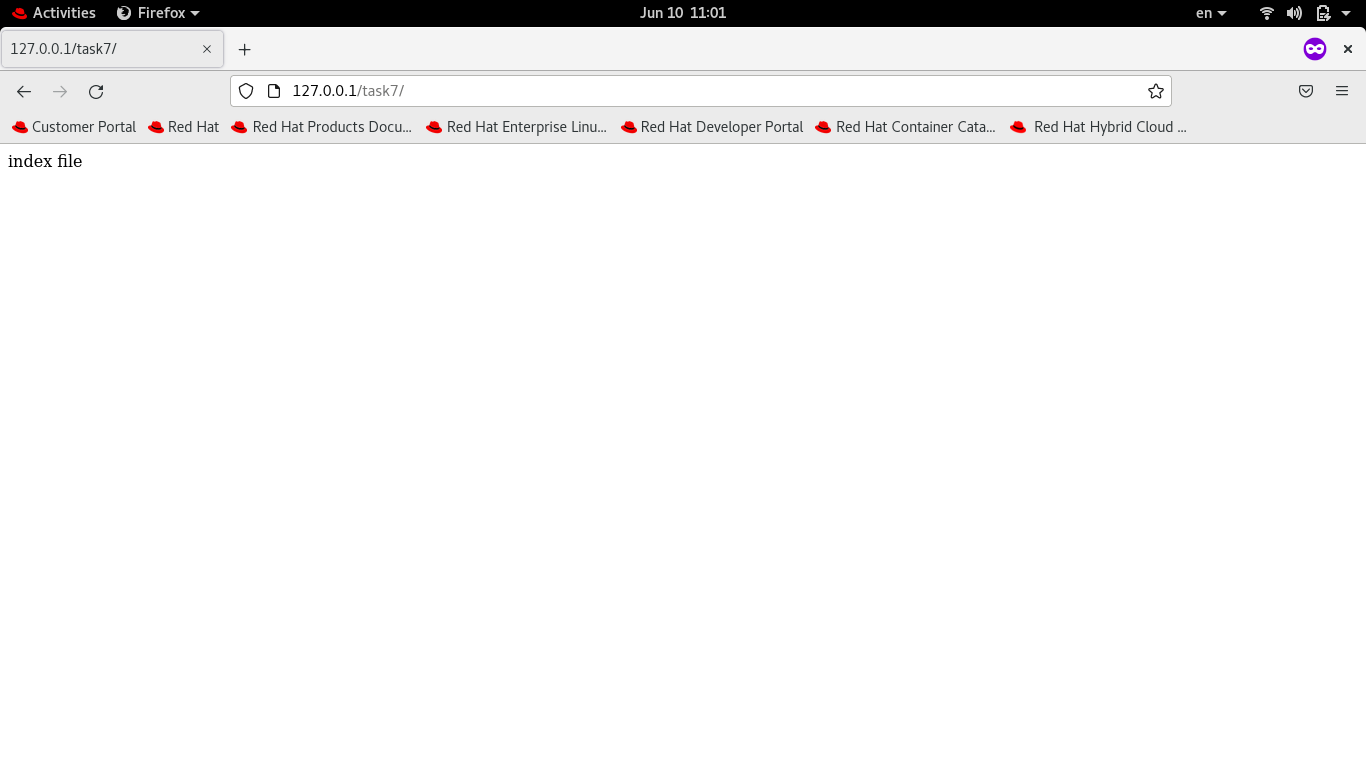 Activities Firefox Jun 10 11:01 en
127.0.0.1/task7/
127.0.0.1/task7/
Customer Portal Red Hat Red Hat Products Docu... Red Hat Enterprise Linu... Red Hat Developer Portal Red Hat Container Cata... Red Hat Hybrid Cloud ...
index file